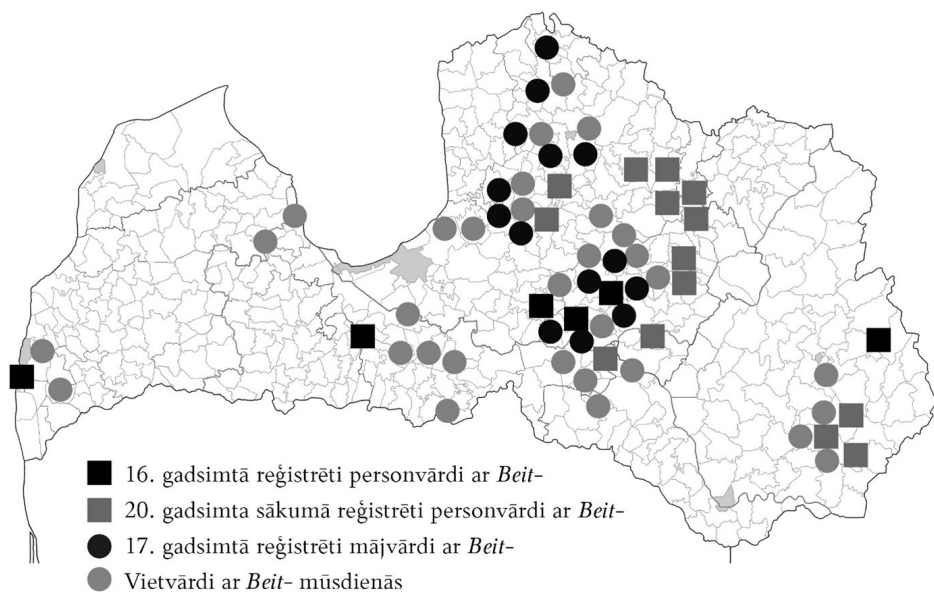 16. gadsimtā reģistrēti personvārdi ar Beit–
20. gadsimta sākumā reģistrēti personvārdi ar Beit–
17. gadsimtā reģistrēti mājvārdi ar Beit–
Vietvārdi ar Beit– mūsdienās